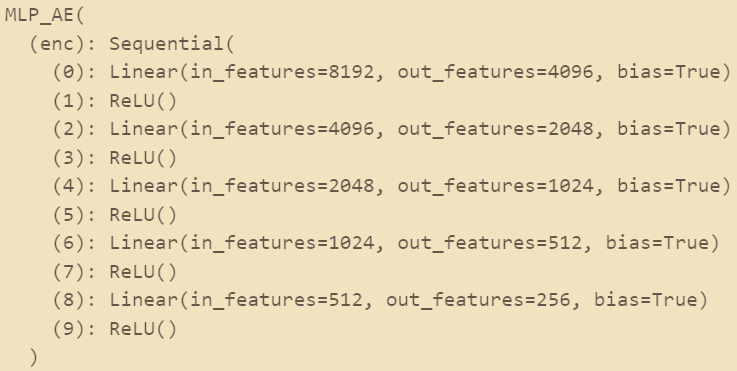 MLP_AE(
  (enc): Sequential(
    (0): Linear(in_features=8192, out_features=4096, bias=True)
    (1): ReLU()
    (2): Linear(in_features=4096, out_features=2048, bias=True)
    (3): ReLU()
    (4): Linear(in_features=2048, out_features=1024, bias=True)
    (5): ReLU()
    (6): Linear(in_features=1024, out_features=512, bias=True)
    (7): ReLU()
    (8): Linear(in_features=512, out_features=256, bias=True)
    (9): ReLU()
  )